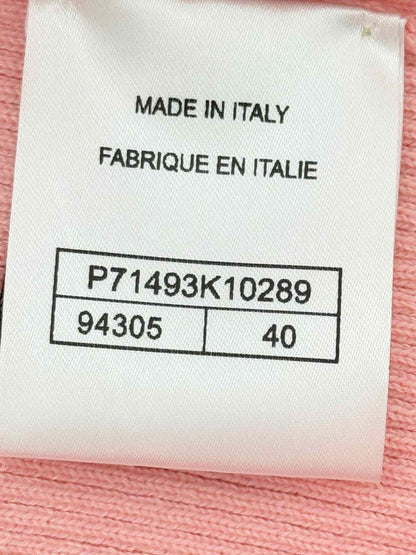 MADE IN ITALY
FABRIQUE EN ITALIE
P71493K10289
94305 40